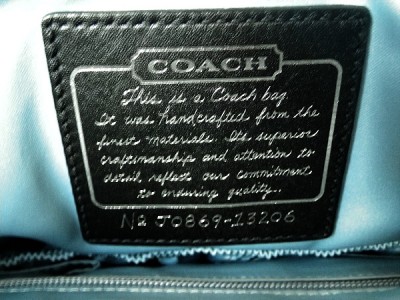 COACH
This is a Coach bag.
It was handcrafted from the
finest materials. Its superior
craftsmanship and attention to
detail reflect our commitment
to enduring quality...
No J0869-13206